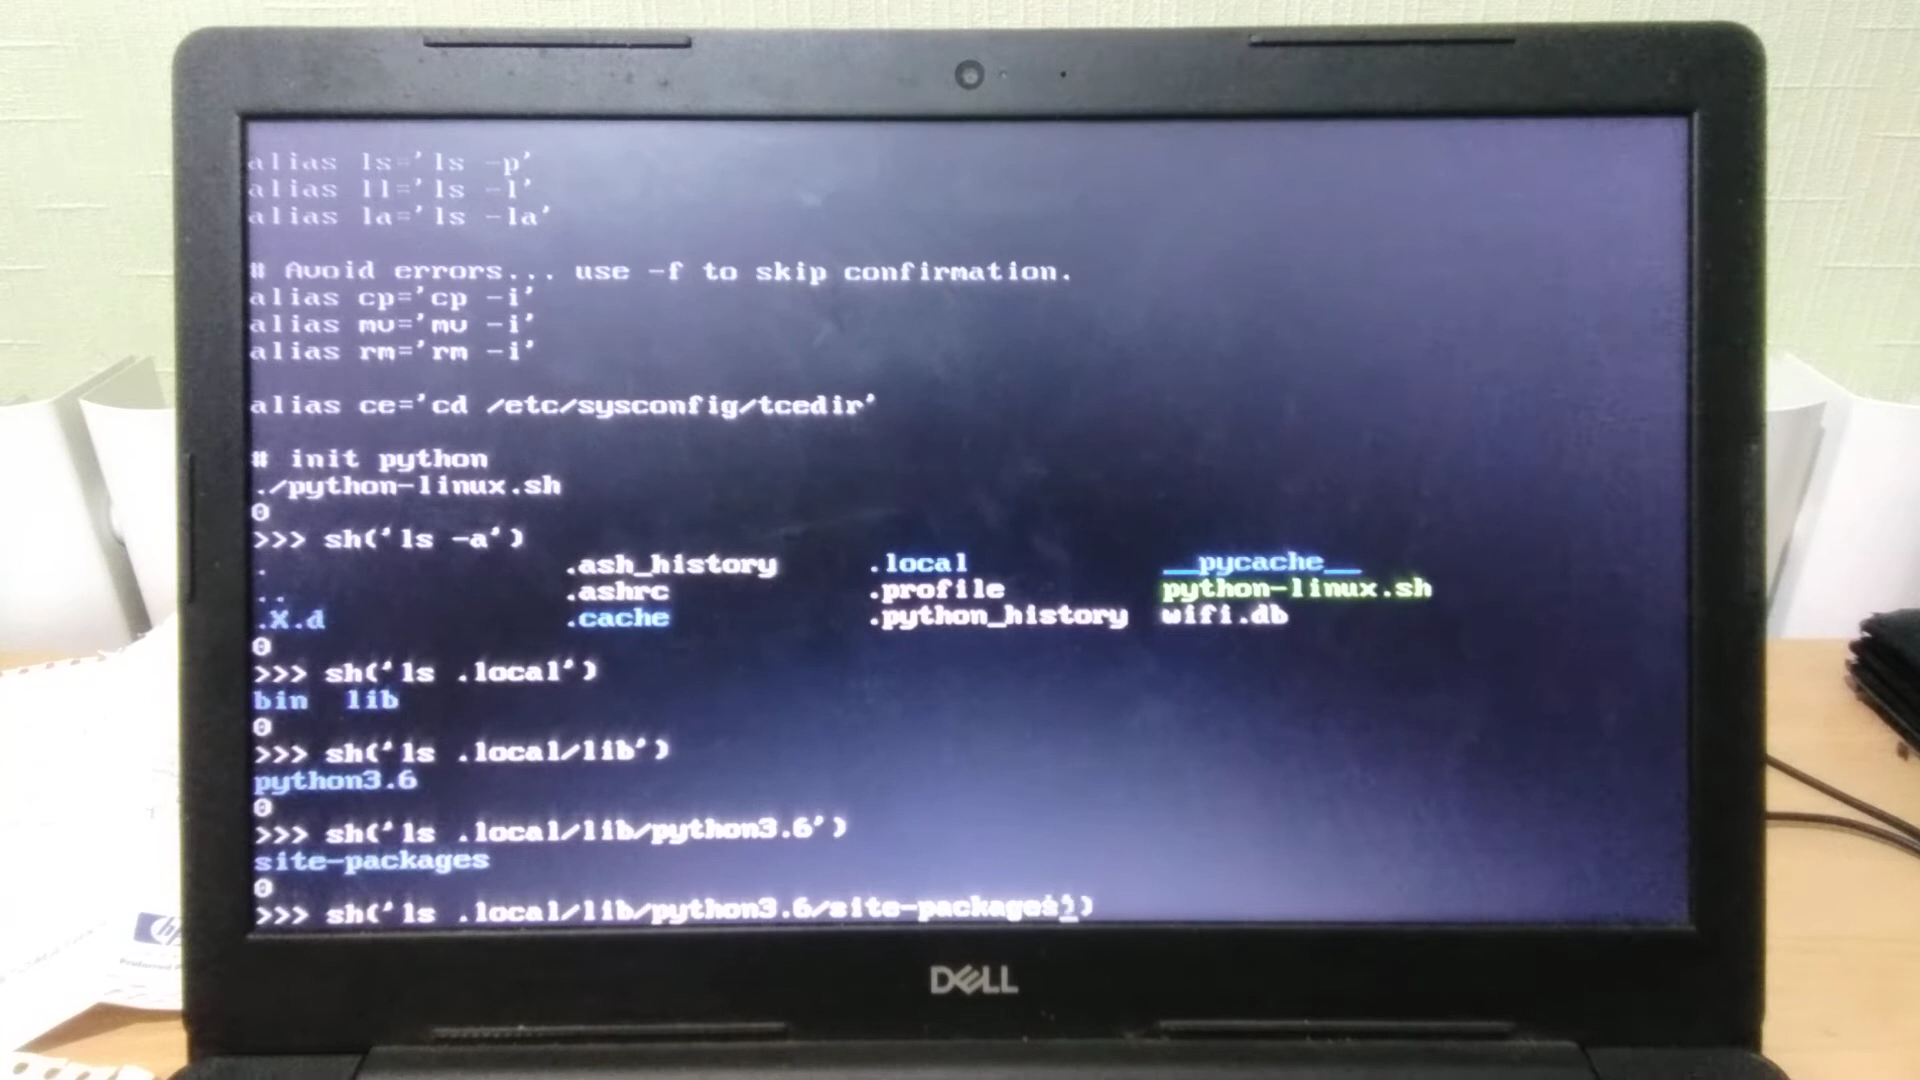 alias ls='ls -p'
alias ll='ls -l'
alias la='ls -la'
# Avoid errors... use -f to skip confirmation.
alias cp='cp -i'
alias mv='mv -i'
alias rm='rm -i'
alias ce='cd /etc/sysconfig/tcedir'
# init python
./python-linux.sh
0
>>> sh('ls -a')
. .ash_history .local __pycache__
.. .ashrc .profile python-linux.sh
.X.d .cache .python_history wifi.db
0
>>> sh('ls .local')
bin lib
0
>>> sh('ls .local/lib')
python3.6
0
>>> sh('ls .local/lib/python3.6')
site-packages
0
>>> sh('ls .local/lib/python3.6/site-packages')
DELL
hp
Preferred